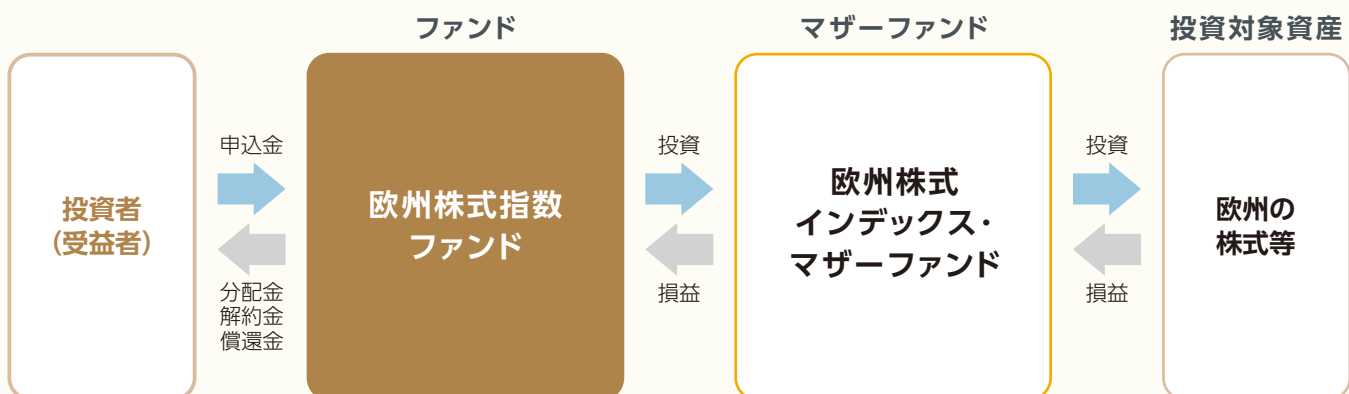 ファンド
マザーファンド
投資対象資産
投資者
(受益者)
申込金
分配金
解約金
償還金
欧州株式指数
ファンド
投資
損益
欧州株式
インデックス・
マザーファンド
投資
損益
欧州の
株式等